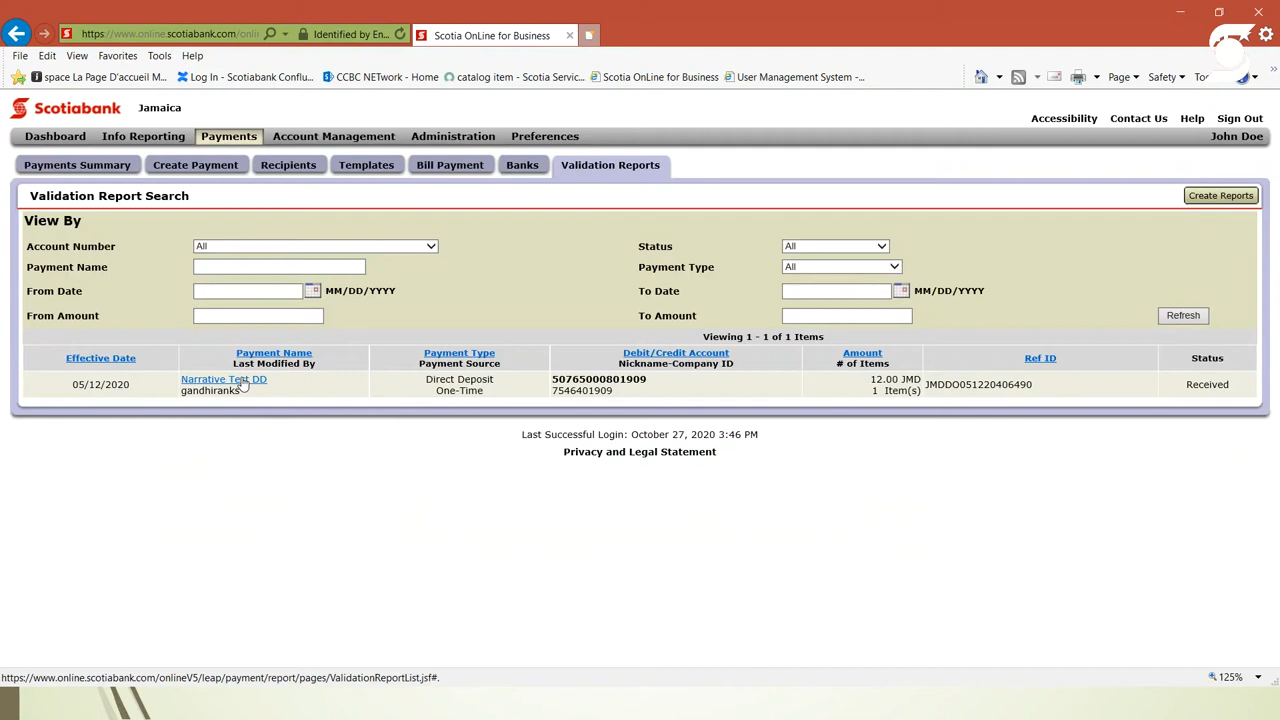 https://www.online.scotiabank.com/onli
Identified by En...
Scotia OnLine for Business
File Edit View Favorites Tools Help
space La Page D'accueil M...
Log In - Scotiabank Conflu...
CCBC NETwork - Home
catalog item - Scotia Servic...
Scotia OnLine for Business
User Management System -...
Page
Safety
Scotiabank Jamaica
Accessibility Contact Us Help Sign Out
Dashboard Info Reporting Payments Account Management Administration Preferences John Doe
Payments Summary Create Payment Recipients Templates Bill Payment Banks Validation Reports
Validation Report Search Create Reports
View By
Account Number All Status All
Payment Name Payment Type All
From Date MM/DD/YYYY To Date MM/DD/YYYY
From Amount To Amount Refresh
Viewing 1 - 1 of 1 Items
Effective Date
Payment Name
Last Modified By
Payment Type
Payment Source
Debit/Credit Account
Nickname-Company ID
Amount
# of Items
Ref ID
Status
05/12/2020
Narrative Test DD
gandhiranks
Direct Deposit
One-Time
50765000801909
7546401909
12.00 JMD
1 Item(s)
JMDDO051220406490
Received
Last Successful Login: October 27, 2020 3:46 PM
Privacy and Legal Statement
https://www.online.scotiabank.com/onlineV5/leap/payment/report/pages/ValidationReportList.jsf#.
125%